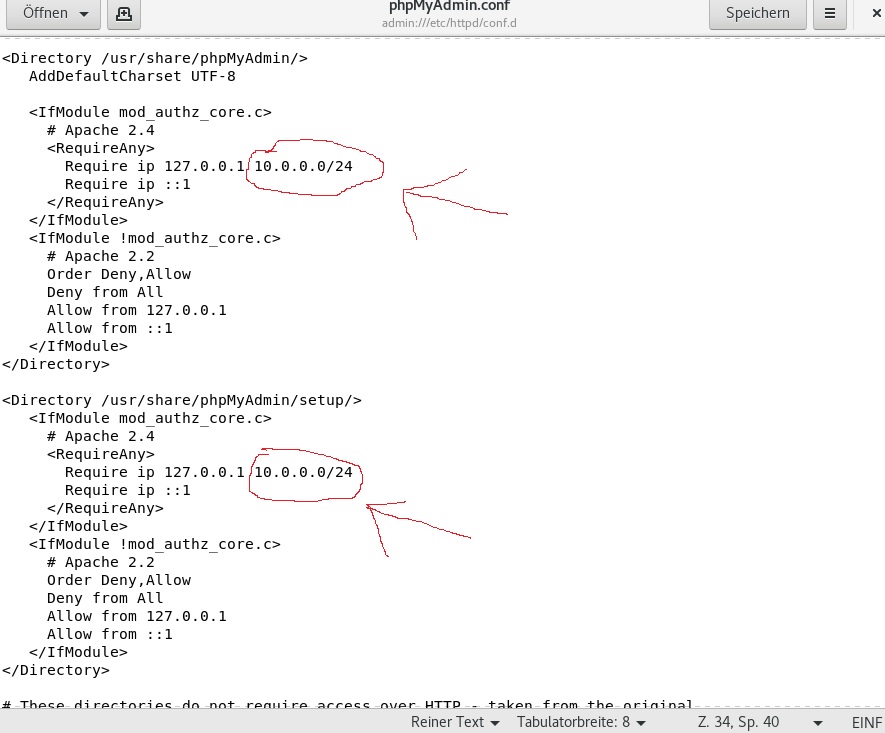 Öffnen
phpMyAdmin.conf
admin:///etc/httpd/conf.d
Speichern
<Directory /usr/share/phpMyAdmin/>
   AddDefaultCharset UTF-8

   <IfModule mod_authz_core.c>
     # Apache 2.4
     <RequireAny>
       Require ip 127.0.0.1 10.0.0.0/24
       Require ip ::1
     </RequireAny>
   </IfModule>
   <IfModule !mod_authz_core.c>
     # Apache 2.2
     Order Deny,Allow
     Deny from All
     Allow from 127.0.0.1
     Allow from ::1
   </IfModule>
</Directory>

<Directory /usr/share/phpMyAdmin/setup/>
   <IfModule mod_authz_core.c>
     # Apache 2.4
     <RequireAny>
       Require ip 127.0.0.1 10.0.0.0/24
       Require ip ::1
     </RequireAny>
   </IfModule>
   <IfModule !mod_authz_core.c>
     # Apache 2.2
     Order Deny,Allow
     Deny from All
     Allow from 127.0.0.1
     Allow from ::1
   </IfModule>
</Directory>

# These directories do not require access over HTTP - taken from the original
Reiner Text Tabulatorbreite: 8 Z. 34, Sp. 40 EINF